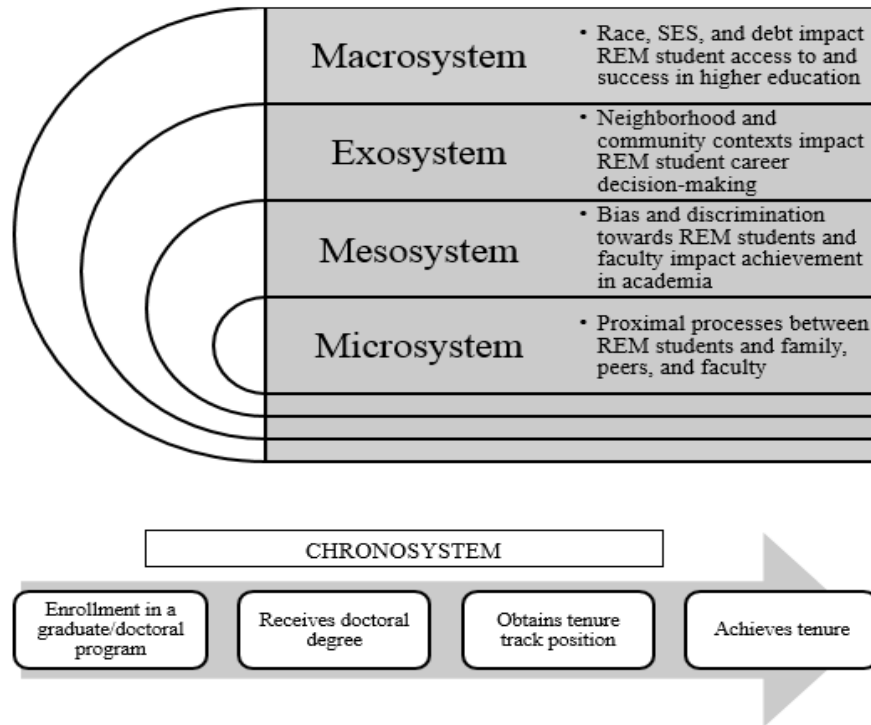 Macrosystem
• Race, SES, and debt impact
REM student access to and
success in higher education
Exosystem
• Neighborhood and
community contexts impact
REM student career
decision-making
Mesosystem
• Bias and discrimination
towards REM students and
faculty impact achievement
in academia
Microsystem
• Proximal processes between
REM students and family,
peers, and faculty
CHRONOSYSTEM
Enrollment in a
graduate/doctoral
program
Receives doctoral
degree
Obtains tenure
track position
Achieves tenure